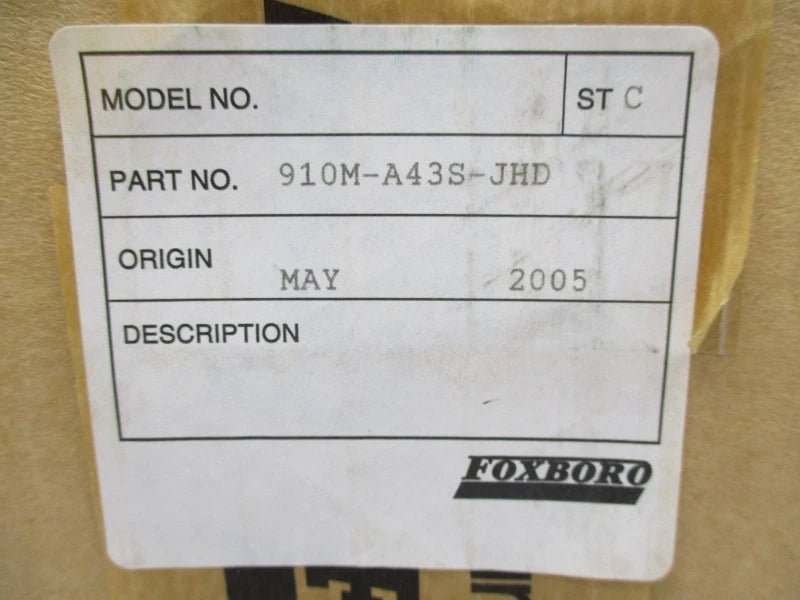 MODEL NO. ST C
PART NO. 910M-A43S-JHD
ORIGIN MAY 2005
DESCRIPTION
FOXBORO